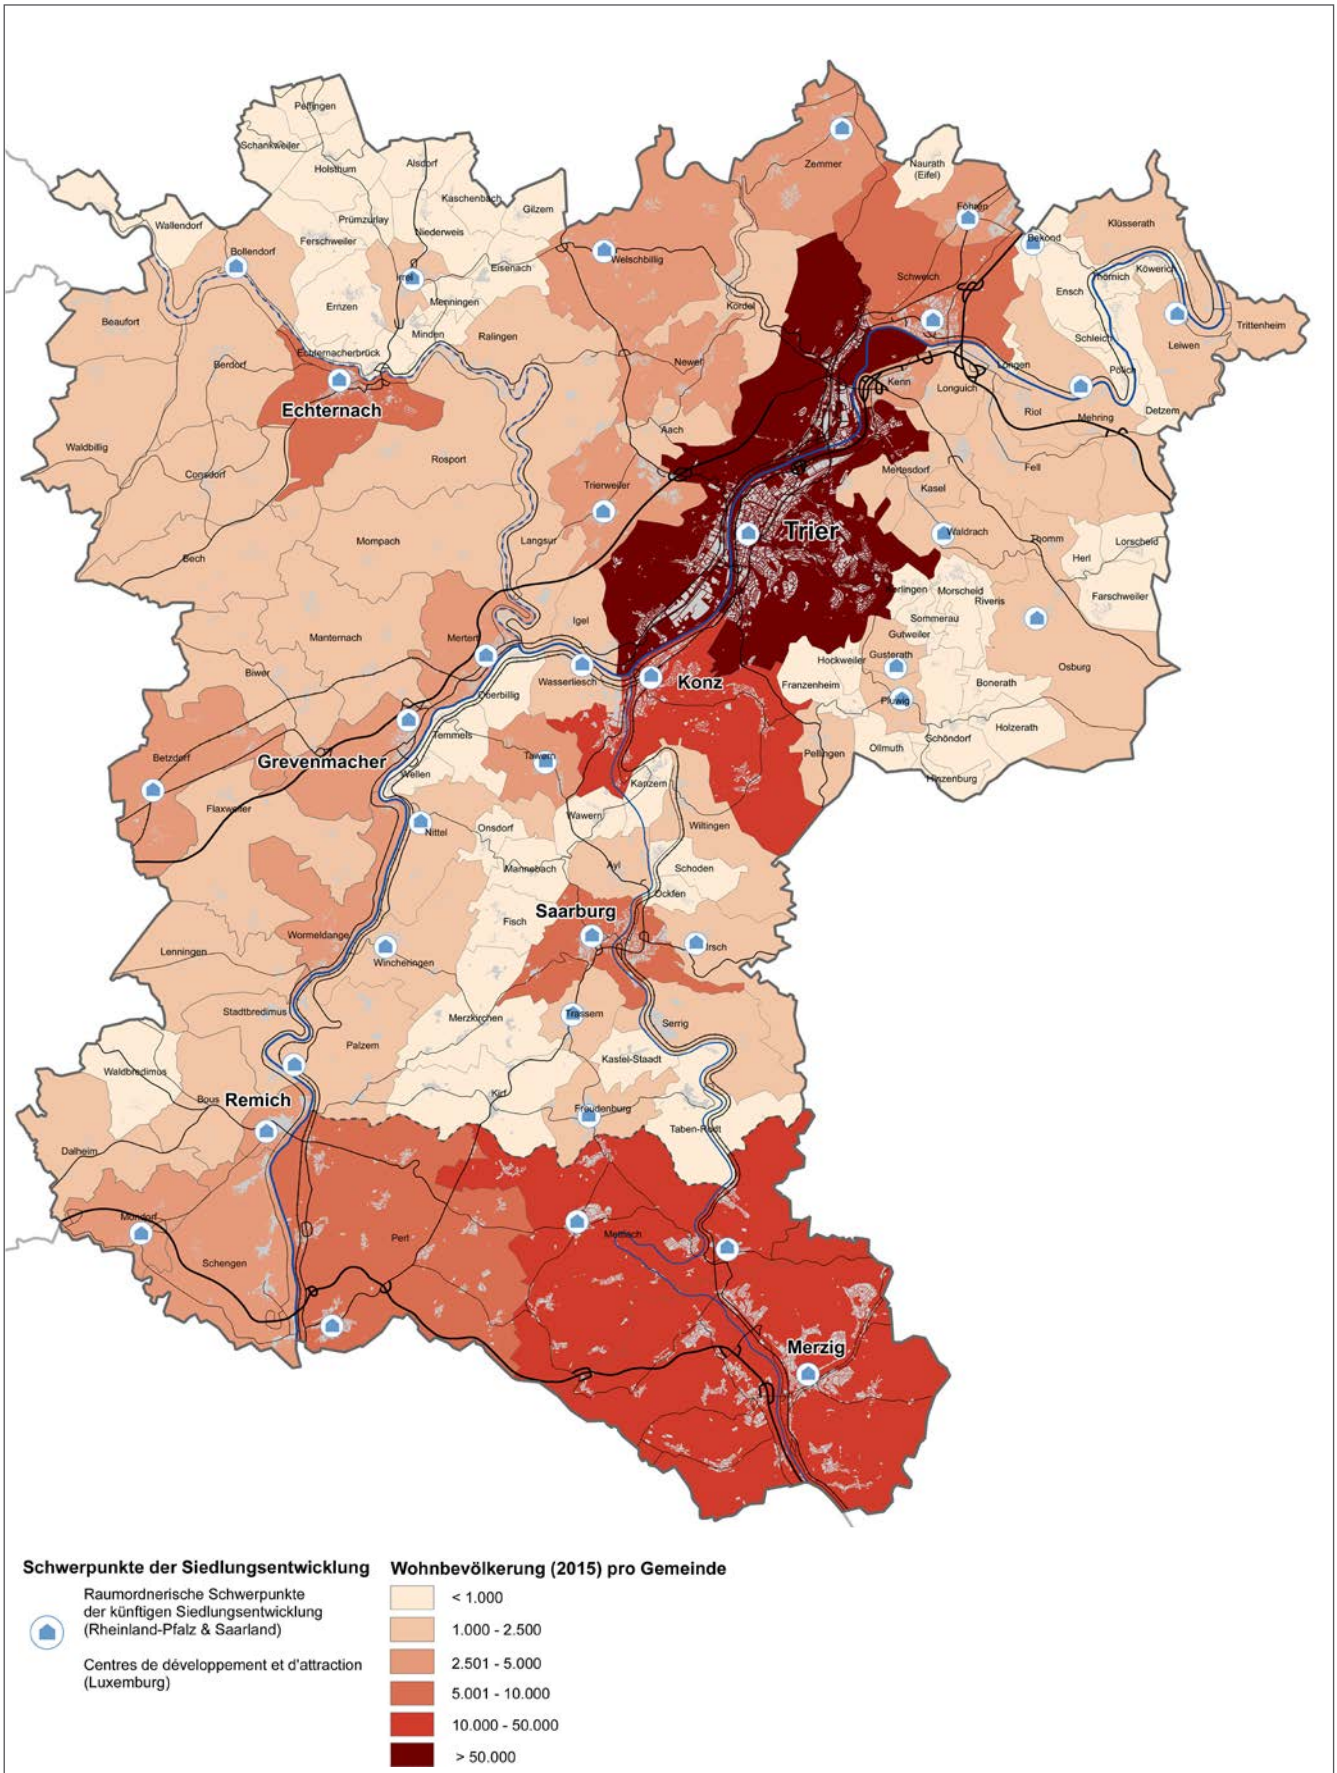 Peffingen
Schankweiler
Holsthum
Alsdorf
Kaschenbach
Gilzem
Prümzurlay
Niederweis
Ferschweiler
Wallendorf
Bollendorf
Eisenach
Irrel
Menningen
Ernzen
Minden
Ralingen
Zemmer
Naurath
(Eifel)
Föhren
Bekond
Klüsserath
Köwerich
Thörnich
Ensch
Schleich
Pölich
Leiwen
Trittenheim
Detzem
Mehring
Welschbillig
Kordel
Schweich
Newel
Aach
Kenn
Longuich
Longen
Riol
Fell
Beaufort
Berdorf
Echternacherbrück
Echternach
Waldbillig
Consdorf
Rosport
Bech
Mompach
Langsur
Trierweiler
Mertesdorf
Kasel
Waldrach
Thomm
Herl
Lorscheid
Farschweiler
Trier
Morscheid
Riveris
Sommerau
Gutweiler
Gusterath
Hockweiler
Franzenheim
Bonerath
Osburg
Pluwig
Holzerath
Schöndorf
Ollmuth
Hinzenburg
Pellingen
Manternach
Mertert
Igel
Biwer
Wasserliesch
Konz
Oberbillig
Temmels
Tawern
Grevenmacher
Betzdorf
Wellen
Flaxweiler
Nittel
Onsdorf
Kanzem
Wawern
Wiltingen
Mannebach
Ayl
Schoden
Ockfen
Fisch
Saarburg
Irsch
Wormeldange
Lenningen
Wincheringen
Stadtbredimus
Palzem
Merzkirchen
Trassem
Serrig
Kastel-Staadt
Waldbredimus
Bous
Remich
Kirf
Freudenburg
Taben-Rodt
Dalheim
Mondorf
Schengen
Perl
Mettlach
Merzig
Schwerpunkte der Siedlungsentwicklung
Raumordnerische Schwerpunkte
der künftigen Siedlungsentwicklung
(Rheinland-Pfalz & Saarland)
Centres de développement et d'attraction
(Luxemburg)
Wohnbevölkerung (2015) pro Gemeinde
< 1.000
1.000 - 2.500
2.501 - 5.000
5.001 - 10.000
10.000 - 50.000
> 50.000